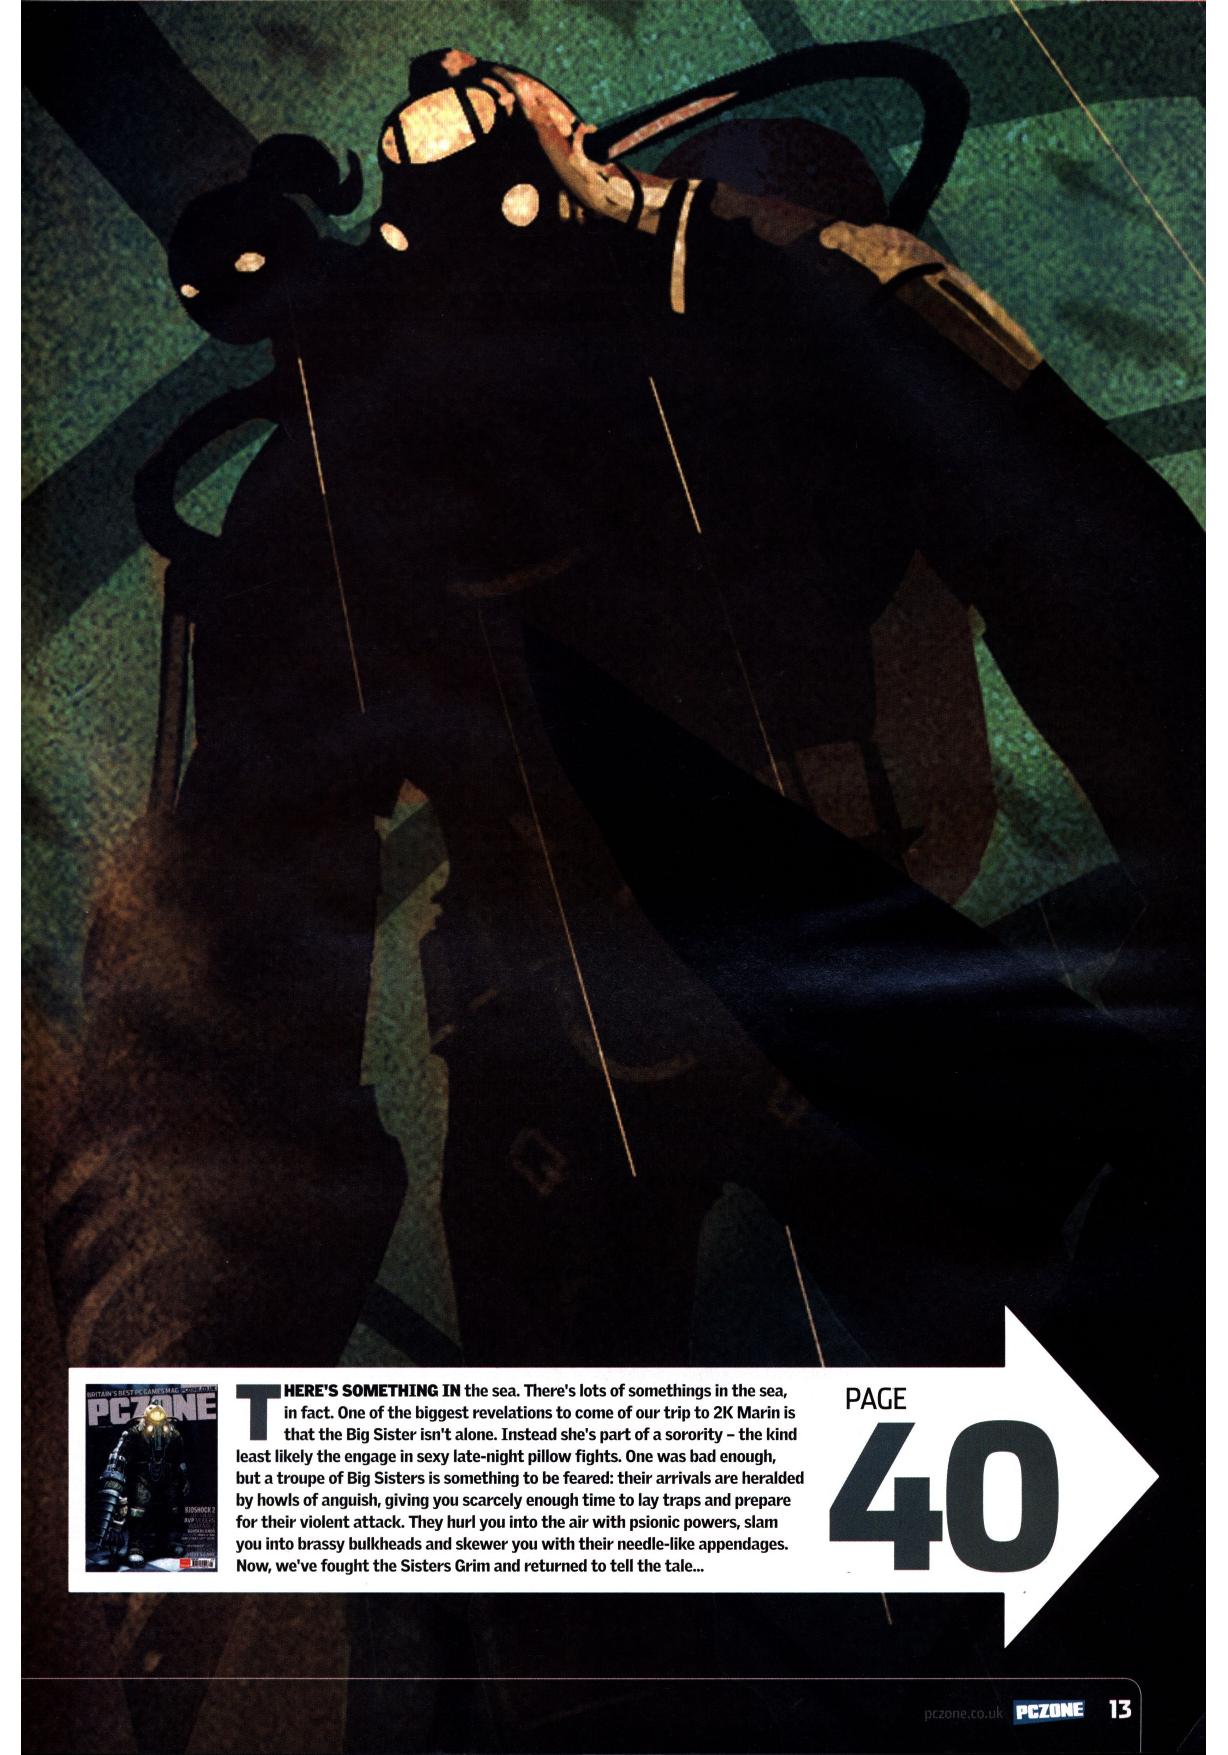 BRITAIN'S BEST PC GAMES MAG
PCZONE
BIOSHOCK 2
THERE'S SOMETHING IN the sea. There's lots of somethings in the sea,
in fact. One of the biggest revelations to come of our trip to 2K Marin is
that the Big Sister isn't alone. Instead she's part of a sorority – the kind
least likely the engage in sexy late-night pillow fights. One was bad enough,
but a troupe of Big Sisters is something to be feared: their arrivals are heralded
by howls of anguish, giving you scarcely enough time to lay traps and prepare
for their violent attack. They hurl you into the air with psionic powers, slam
you into brassy bulkheads and skewer you with their needle-like appendages.
Now, we've fought the Sisters Grim and returned to tell the tale...
PAGE
40
pczone.co.uk PCZONE 13